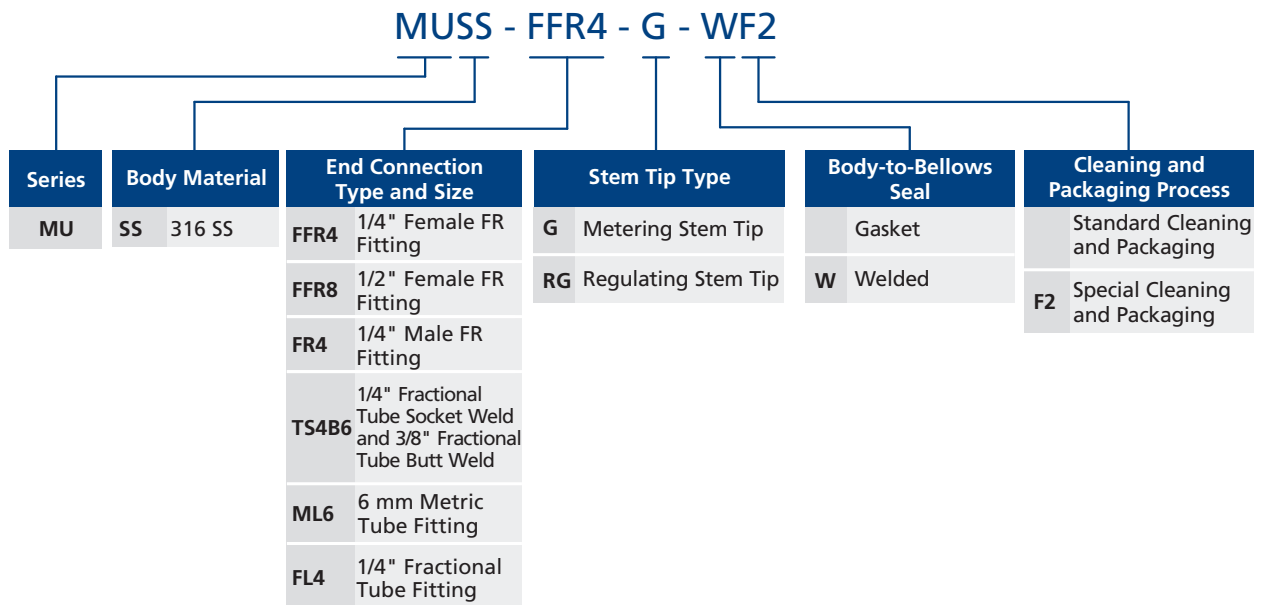 MUSS - FFR4 - G - WF2
Series
MU
Body Material
SS 316 SS
End Connection
Type and Size
FFR4 1/4" Female FR
Fitting
FFR8 1/2" Female FR
Fitting
FR4 1/4" Male FR
Fitting
TS4B6 1/4" Fractional
Tube Socket Weld
and 3/8" Fractional
Tube Butt Weld
ML6 6 mm Metric
Tube Fitting
FL4 1/4" Fractional
Tube Fitting
Stem Tip Type
G Metering Stem Tip
RG Regulating Stem Tip
Body-to-Bellows
Seal
Gasket
W Welded
Cleaning and
Packaging Process
Standard Cleaning
and Packaging
F2 Special Cleaning
and Packaging